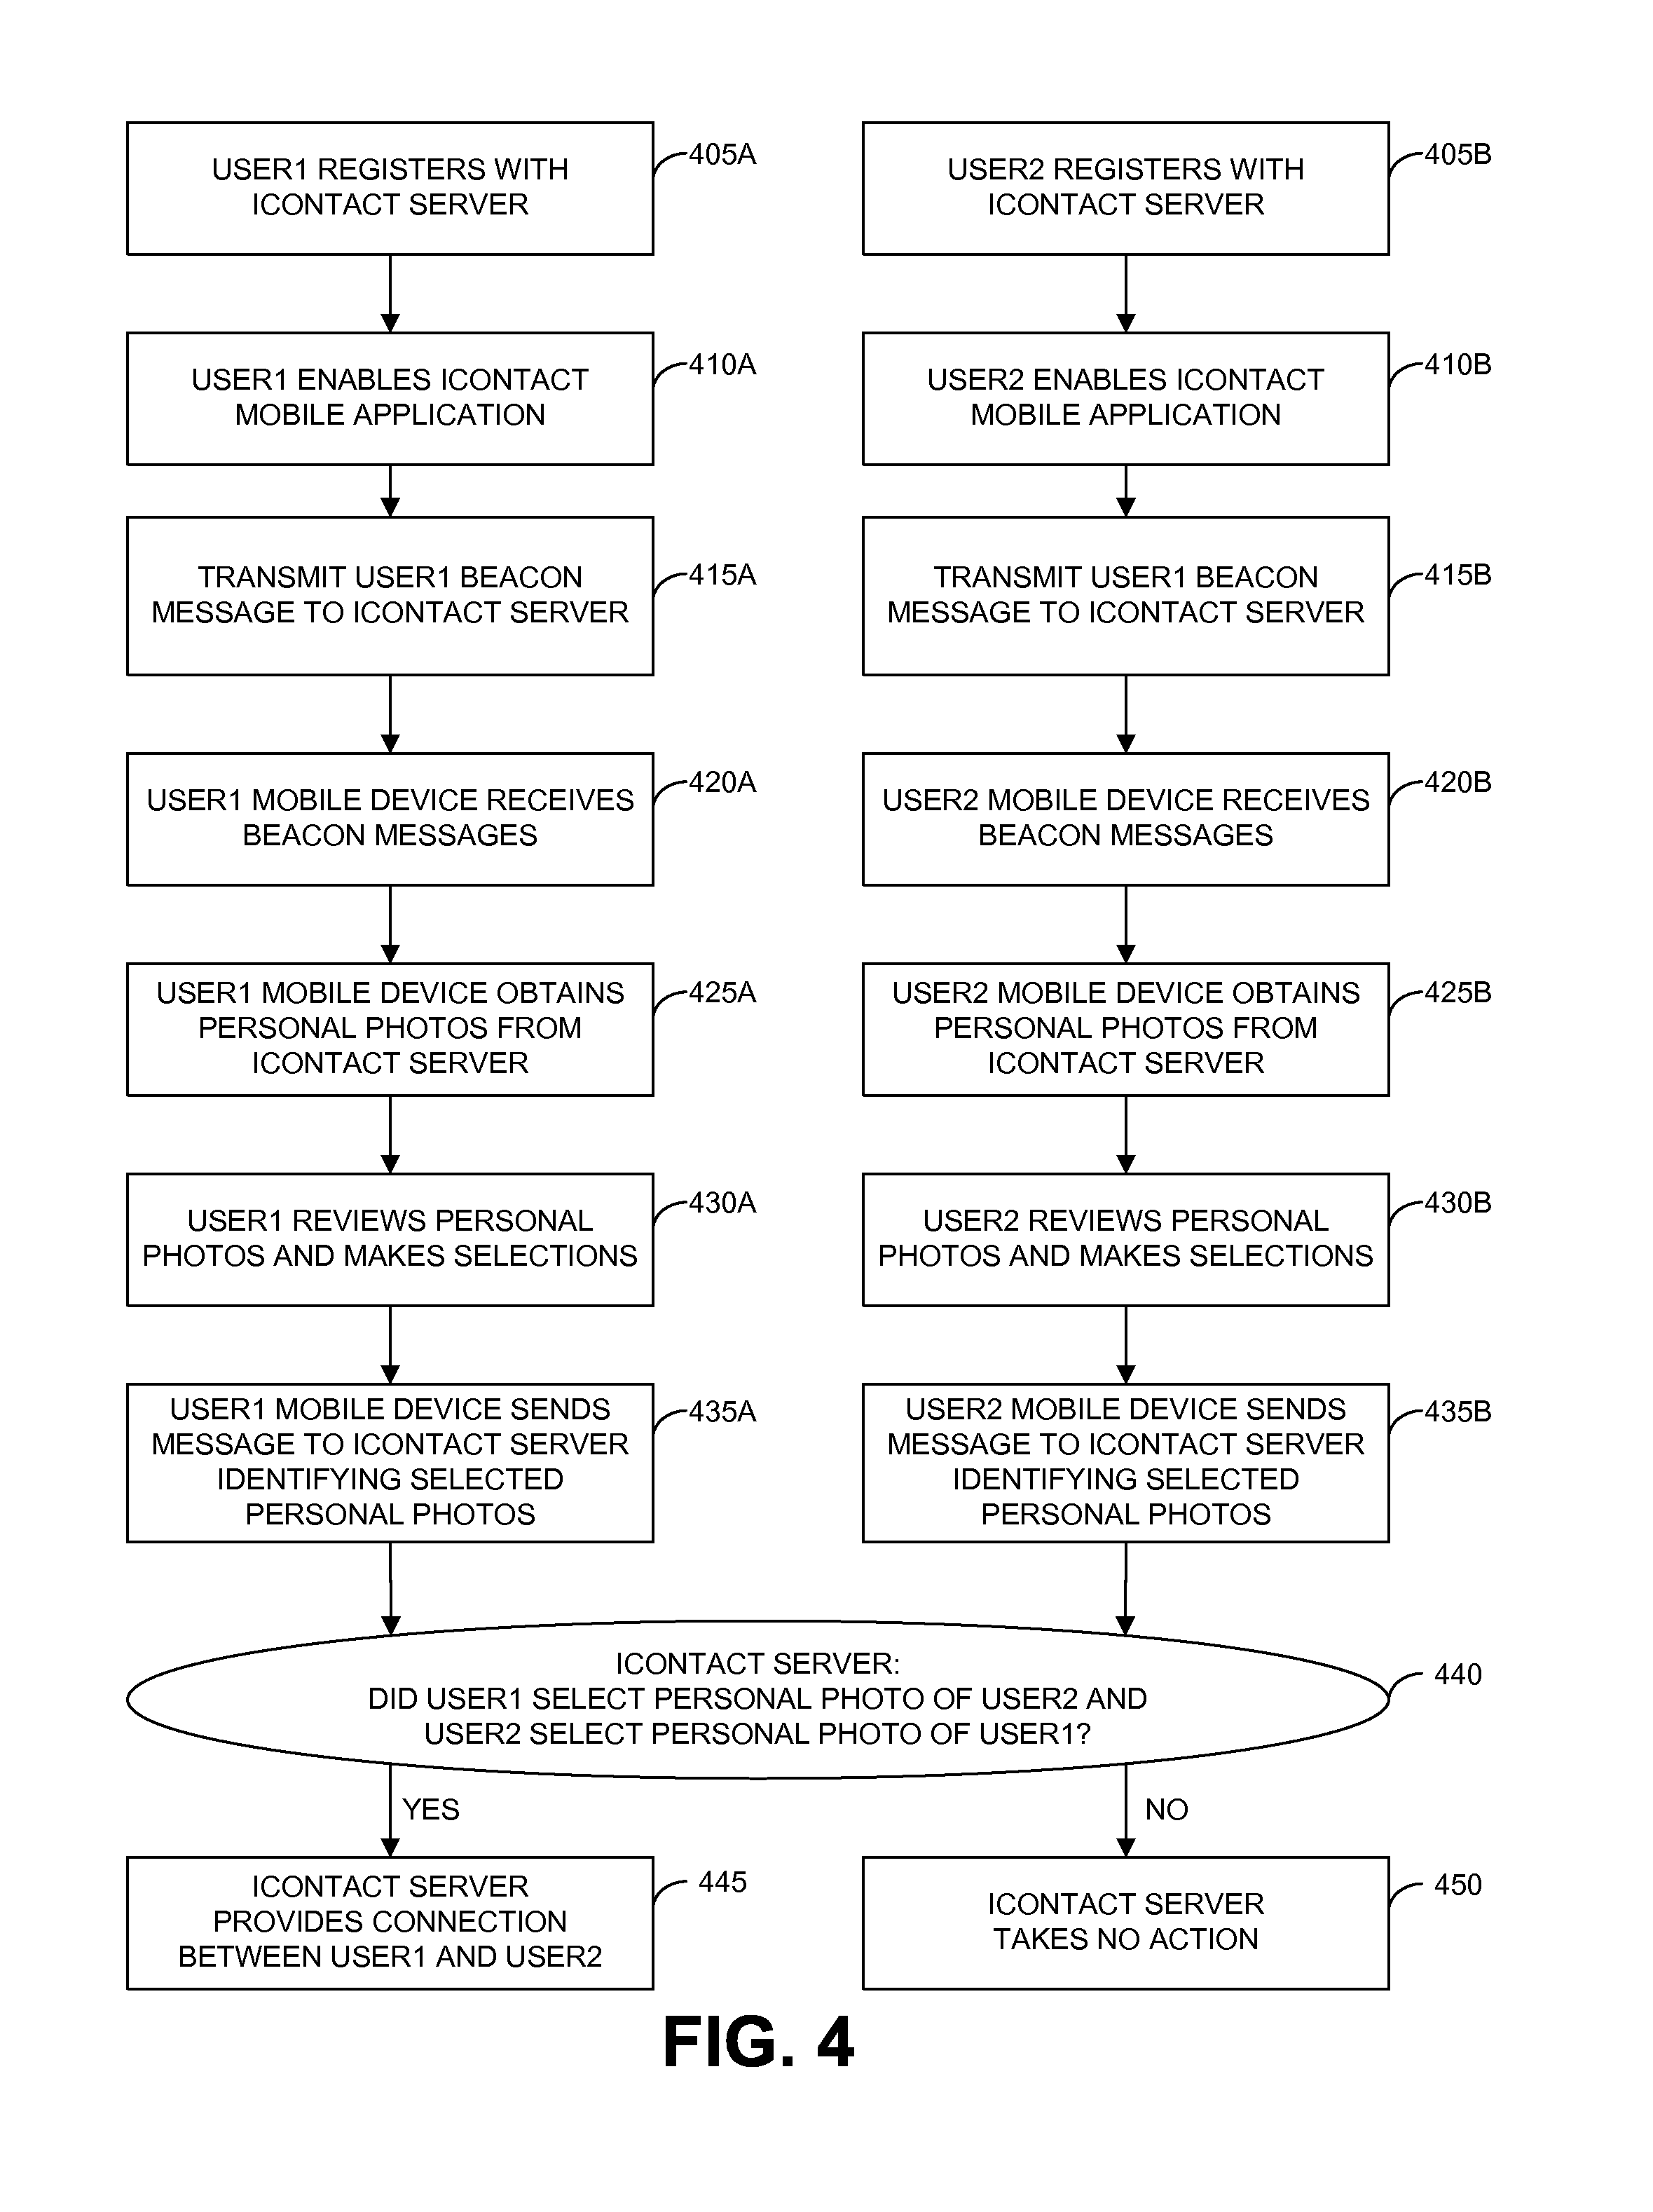 USER1 REGISTERS WITH
ICONTACT SERVER
405A
USER2 REGISTERS WITH
ICONTACT SERVER
405B
USER1 ENABLES ICONTACT
MOBILE APPLICATION
410A
USER2 ENABLES ICONTACT
MOBILE APPLICATION
410B
TRANSMIT USER1 BEACON
MESSAGE TO ICONTACT SERVER
415A
TRANSMIT USER1 BEACON
MESSAGE TO ICONTACT SERVER
415B
USER1 MOBILE DEVICE RECEIVES
BEACON MESSAGES
420A
USER2 MOBILE DEVICE RECEIVES
BEACON MESSAGES
420B
USER1 MOBILE DEVICE OBTAINS
PERSONAL PHOTOS FROM
ICONTACT SERVER
425A
USER2 MOBILE DEVICE OBTAINS
PERSONAL PHOTOS FROM
ICONTACT SERVER
425B
USER1 REVIEWS PERSONAL
PHOTOS AND MAKES SELECTIONS
430A
USER2 REVIEWS PERSONAL
PHOTOS AND MAKES SELECTIONS
430B
USER1 MOBILE DEVICE SENDS
MESSAGE TO ICONTACT SERVER
IDENTIFYING SELECTED
PERSONAL PHOTOS
435A
USER2 MOBILE DEVICE SENDS
MESSAGE TO ICONTACT SERVER
IDENTIFYING SELECTED
PERSONAL PHOTOS
435B
ICONTACT SERVER:
DID USER1 SELECT PERSONAL PHOTO OF USER2 AND
USER2 SELECT PERSONAL PHOTO OF USER1?
440
YES
NO
ICONTACT SERVER
PROVIDES CONNECTION
BETWEEN USER1 AND USER2
445
ICONTACT SERVER
TAKES NO ACTION
450
FIG. 4